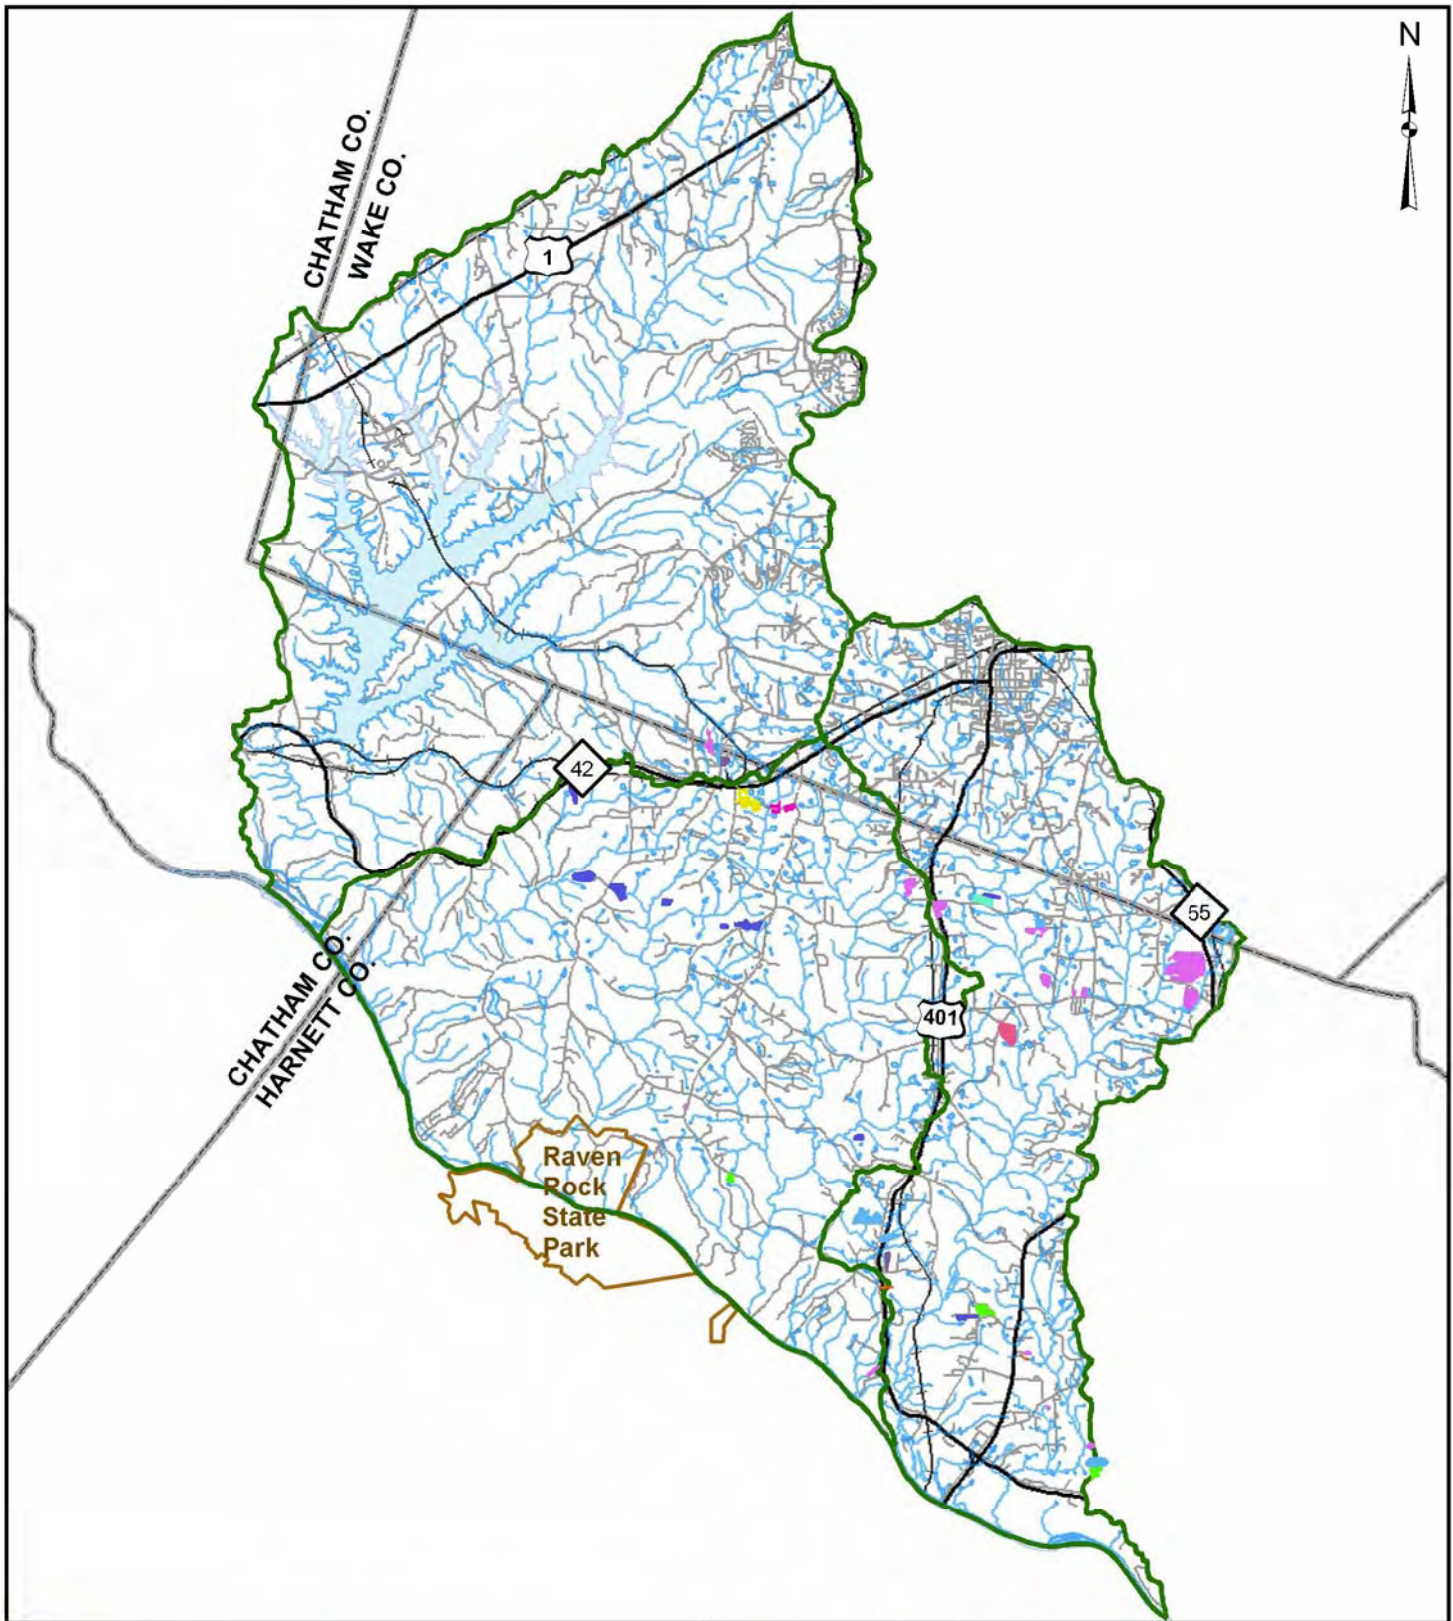 N
CHATHAM CO.
WAKE CO.
1
42
55
CHATHAM CO.
HARNETT CO.
401
Raven
Rock
State
Park